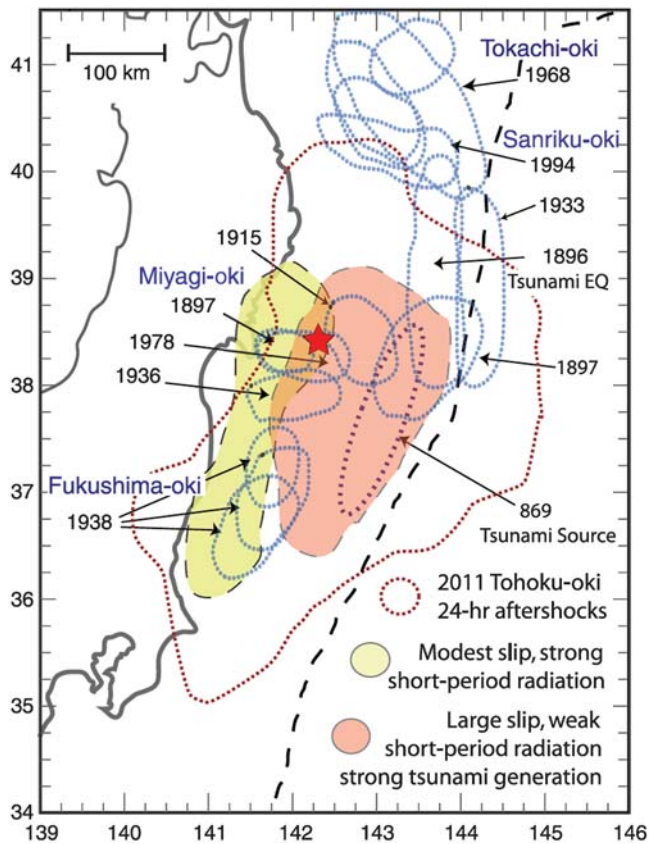 41
40
39
38
37
36
35
34
139
140
141
142
143
144
145
146
100 km
Tokachi-oki
1968
Sanriku-oki
1994
1933
1915
1896
Tsunami EQ
Miyagi-oki
1897
1978
1897
1936
Fukushima-oki
1938
869
Tsunami Source
2011 Tohoku-oki
24-hr aftershocks
Modest slip, strong
short-period radiation
Large slip, weak
short-period radiation
strong tsunami generation